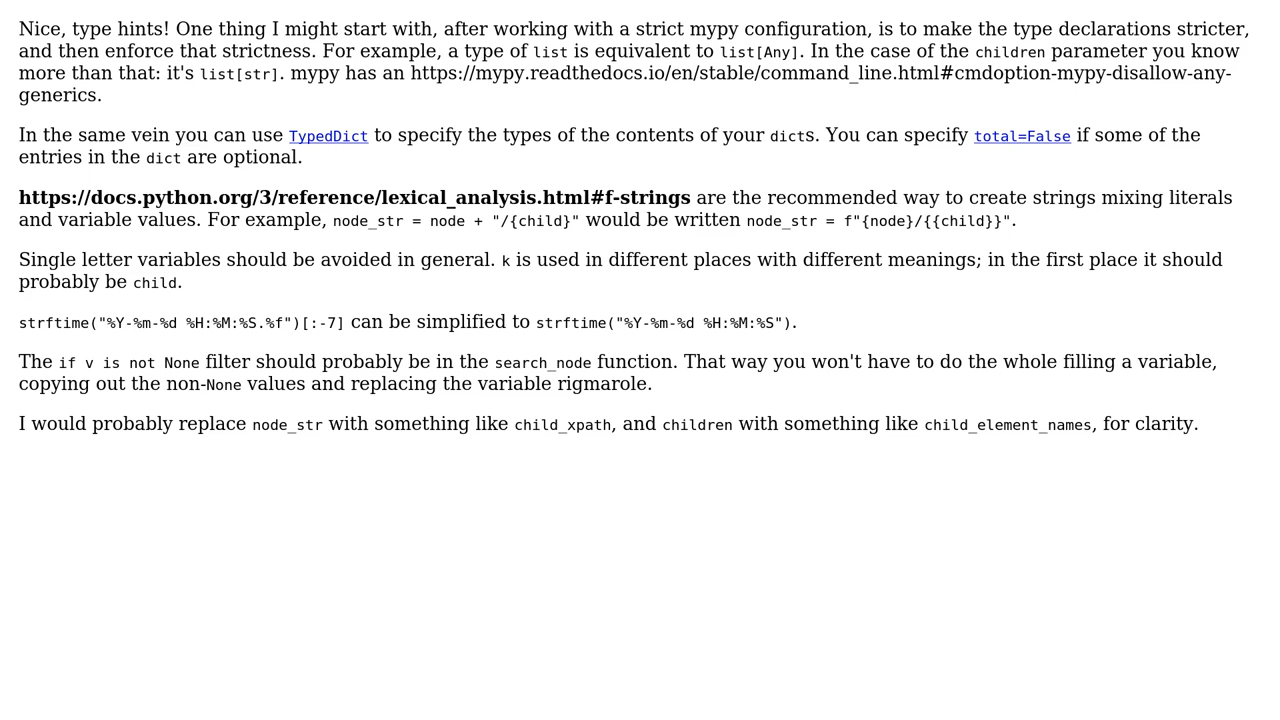 Nice, type hints! One thing I might start with, after working with a strict mypy configuration, is to make the type declarations stricter,
and then enforce that strictness. For example, a type of list is equivalent to list[Any]. In the case of the children parameter you know
more than that: it's list[str]. mypy has an https://mypy.readthedocs.io/en/stable/command_line.html#cmdoption-mypy-disallow-any-
generics.
In the same vein you can use TypedDict to specify the types of the contents of your dicts. You can specify total=False if some of the
entries in the dict are optional.
https://docs.python.org/3/reference/lexical_analysis.html#f-strings are the recommended way to create strings mixing literals
and variable values. For example, node_str = node + "/{child}" would be written node_str = f"{node}/{{child}}".
Single letter variables should be avoided in general. k is used in different places with different meanings; in the first place it should
probably be child.
strftime("%Y-%m-%d %H:%M:%S.%f")[:-7] can be simplified to strftime("%Y-%m-%d %H:%M:%S").
The if v is not None filter should probably be in the search_node function. That way you won't have to do the whole filling a variable,
copying out the non-None values and replacing the variable rigmarole.
I would probably replace node_str with something like child_xpath, and children with something like child_element_names, for clarity.